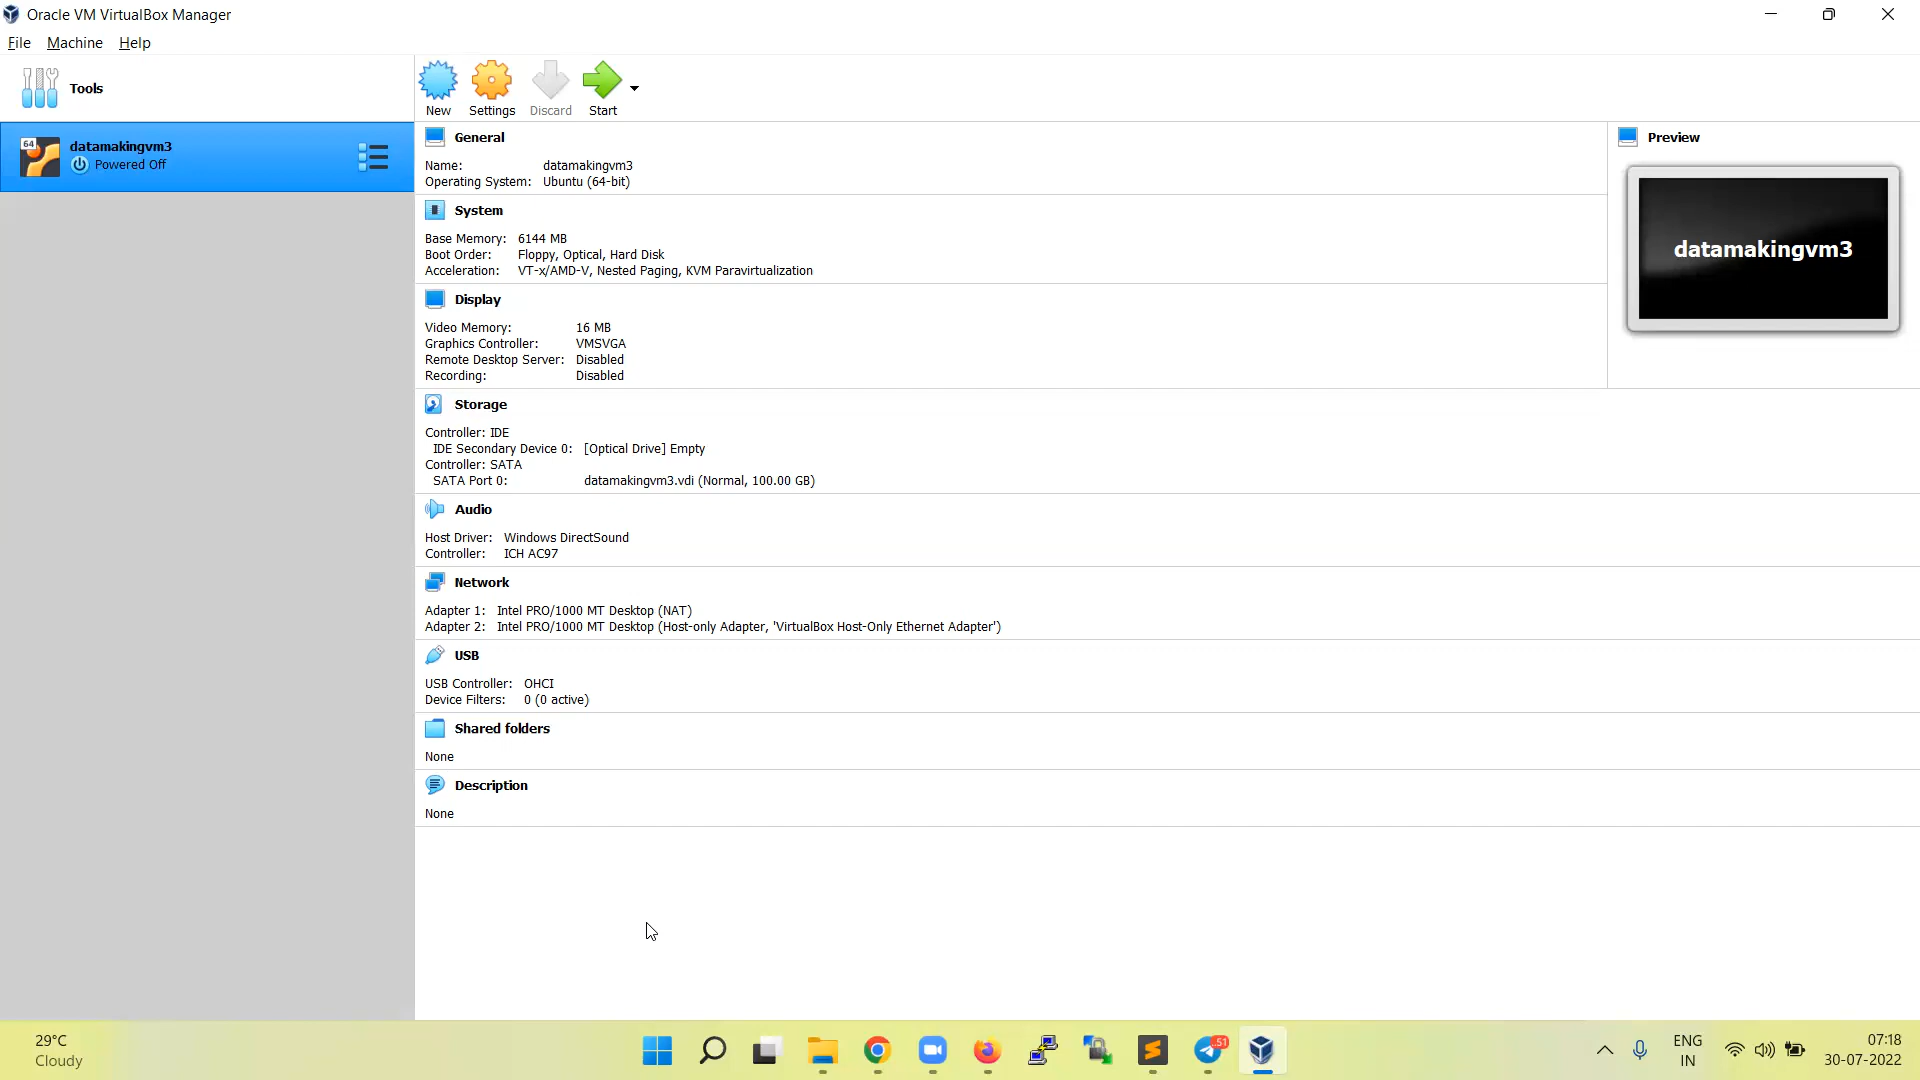 Oracle VM VirtualBox Manager
File Machine Help
Tools
New Settings Discard Start
64
datamakingvm3
Powered Off
General
Name: datamakingvm3
Operating System: Ubuntu (64-bit)
Preview
datamakingvm3
System
Base Memory: 6144 MB
Boot Order: Floppy, Optical, Hard Disk
Acceleration: VT-x/AMD-V, Nested Paging, KVM Paravirtualization
Display
Video Memory: 16 MB
Graphics Controller: VMSVGA
Remote Desktop Server: Disabled
Recording: Disabled
Storage
Controller: IDE
IDE Secondary Device 0: [Optical Drive] Empty
Controller: SATA
SATA Port 0: datamakingvm3.vdi (Normal, 100.00 GB)
Audio
Host Driver: Windows DirectSound
Controller: ICH AC97
Network
Adapter 1: Intel PRO/1000 MT Desktop (NAT)
Adapter 2: Intel PRO/1000 MT Desktop (Host-only Adapter, 'VirtualBox Host-Only Ethernet Adapter')
USB
USB Controller: OHCI
Device Filters: 0 (0 active)
Shared folders
None
Description
None
29°C
Cloudy
51
ENG
IN
07:18
30-07-2022